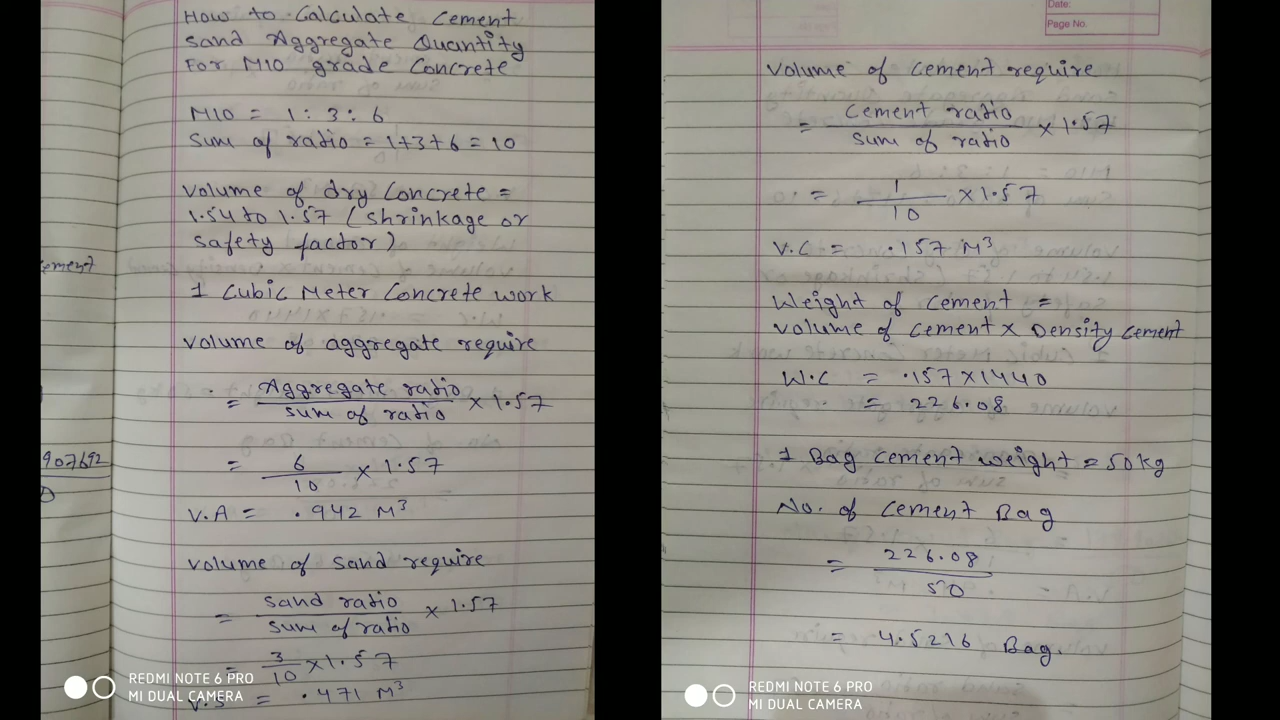 How to Calculate Cement
Sand Aggregate Quantity
For M10 grade Concrete
M10 = 1 : 3 : 6
Sum of ratio = 1+3+6 = 10
Volume of dry Concrete =
1.54 to 1.57 ( shrinkage or
safety factor )
1 Cubic Meter Concrete work
Volume of aggregate require
= Aggregate ratio / sum of ratio × 1.57
= 6 / 10 × 1.57
V.A = .942 M³
Volume of sand require
= sand ratio / sum of ratio × 1.57
= 3 / 10 × 1.57
V.S = .471 M³
cement
907692
REDMI NOTE 6 PRO
MI DUAL CAMERA
Date:
Page No.
Volume of cement require
= Cement ratio / sum of ratio × 1.57
= 1 / 10 × 1.57
V.C = .157 M³
Weight of cement =
Volume of cement × Density cement
W.C = .157 × 1440
= 226.08
1 Bag cement weight = 50 kg
No. of cement Bag
= 226.08 / 50
= 4.5216 Bag.
REDMI NOTE 6 PRO
MI DUAL CAMERA